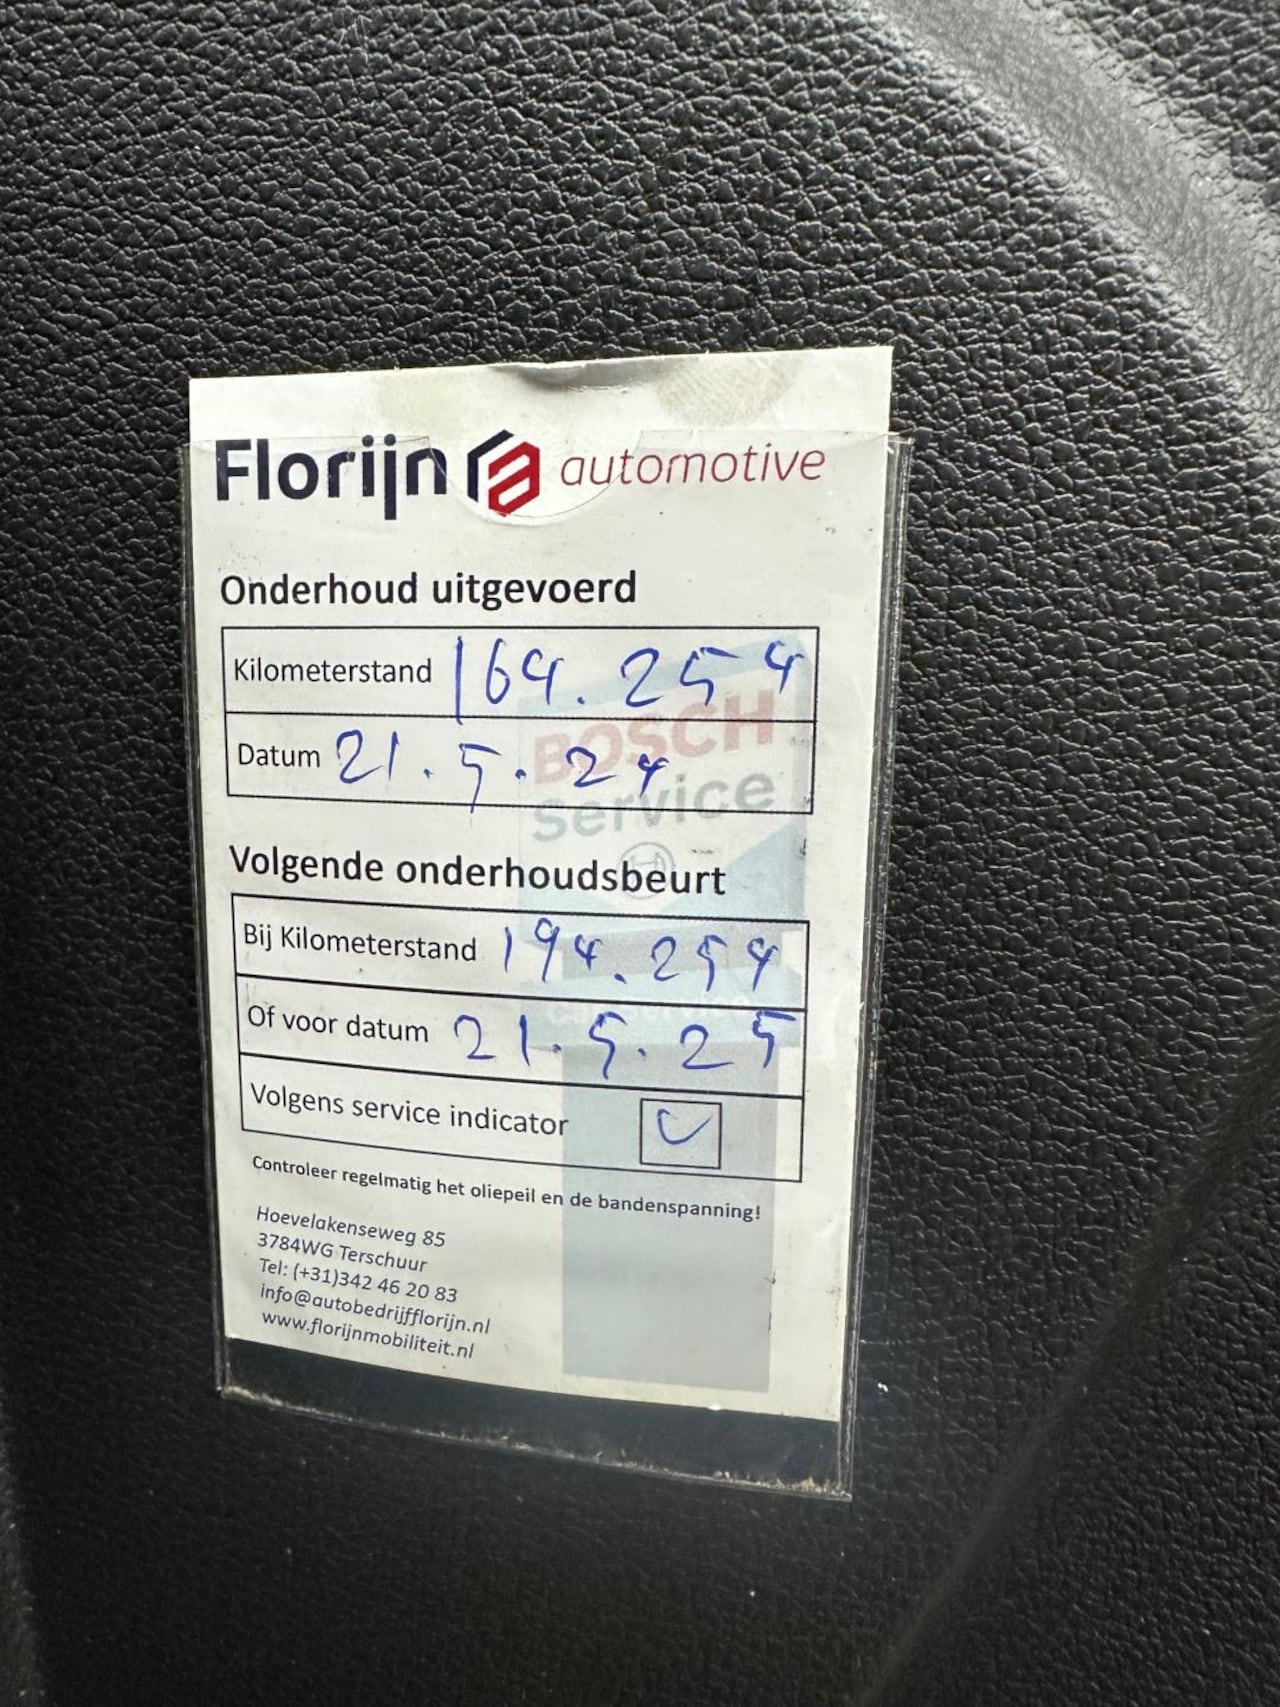 Florijn automotive
Onderhoud uitgevoerd
Kilometerstand 164.254
Datum 21.5.24
BOSCH
Service
Volgende onderhoudsbeurt
Bij Kilometerstand 194.254
Of voor datum 21.5.25
Volgens service indicator
Controleer regelmatig het oliepeil en de bandenspanning!
Hoevelakenseweg 85
3784WG Terschuur
Tel: (+31)342 46 20 83
info@autobedrijfflorijn.nl
www.florijnmobiliteit.nl